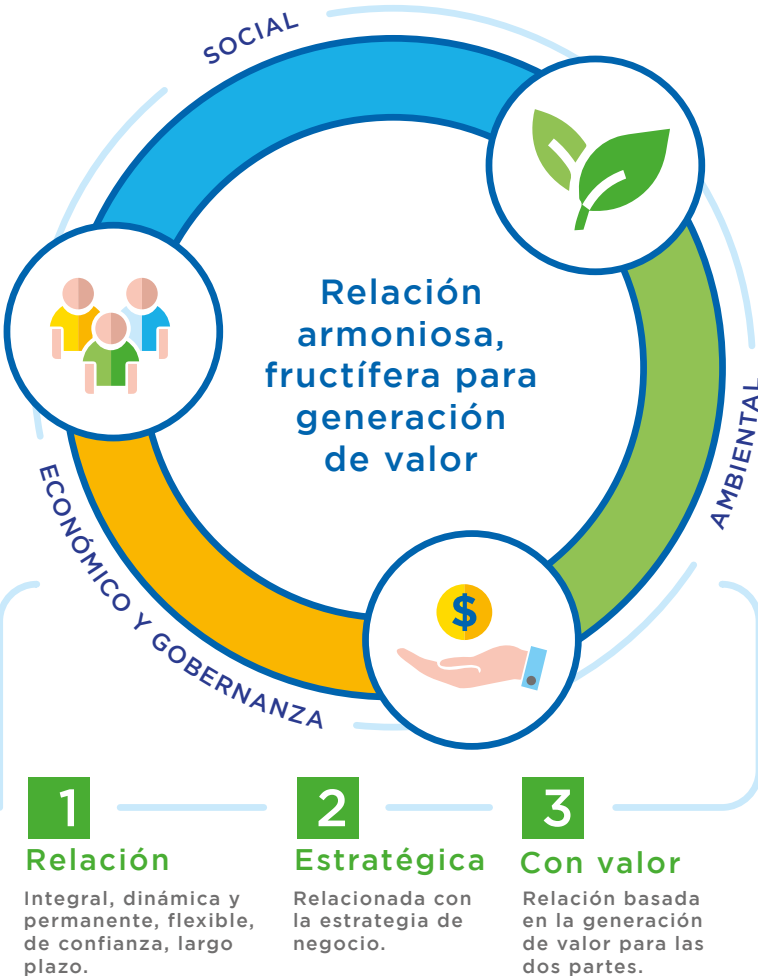 SOCIAL
Relación
armoniosa,
fructífera para
generación
de valor
AMBIENTAL
ECONÓMICO Y GOBERNANZA
$
1
Relación
Integral, dinámica y
permanente, flexible,
de confianza, largo
plazo.
2
Estratégica
Relacionada con
la estrategia de
negocio.
3
Con valor
Relación basada
en la generación
de valor para las
dos partes.